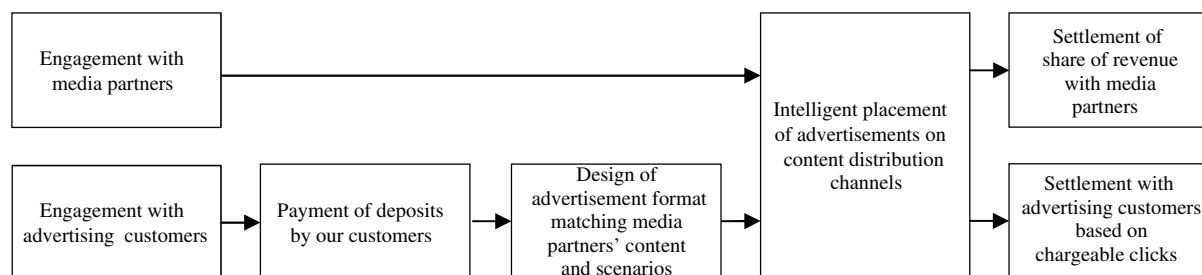 Engagement with
media partners
Engagement with
advertising customers
Payment of deposits
by our customers
Design of
advertisement format
matching media
partners’ content
and scenarios
Intelligent placement
of advertisements on
content distribution
channels
Settlement of
share of revenue
with media
partners
Settlement with
advertising customers
based on
chargeable clicks